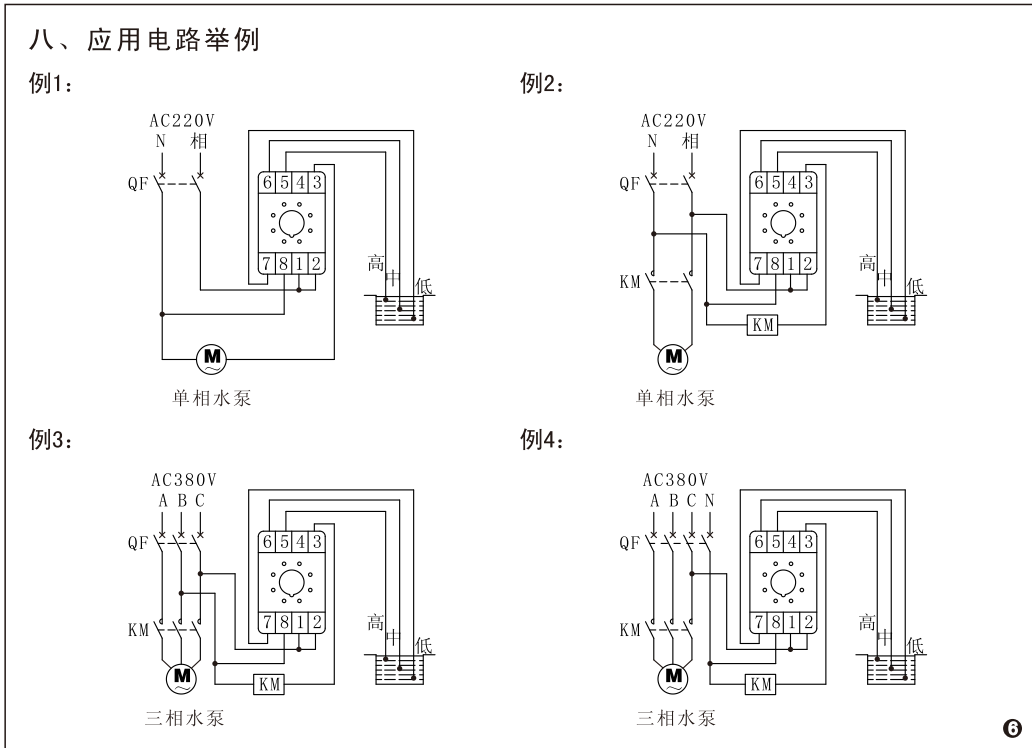 八、应用电路举例
例1：
AC220V
N 相
QF
6 5 4 3
7 8 1 2
高
中
低
M
~
单相水泵
例2：
AC220V
N 相
QF
6 5 4 3
7 8 1 2
KM
KM
高
中
低
M
~
单相水泵
例3：
AC380V
A B C
QF
6 5 4 3
7 8 1 2
KM
KM
高
中
低
M
~
三相水泵
例4：
AC380V
A B C N
QF
6 5 4 3
7 8 1 2
KM
KM
高
中
低
M
~
三相水泵
❻